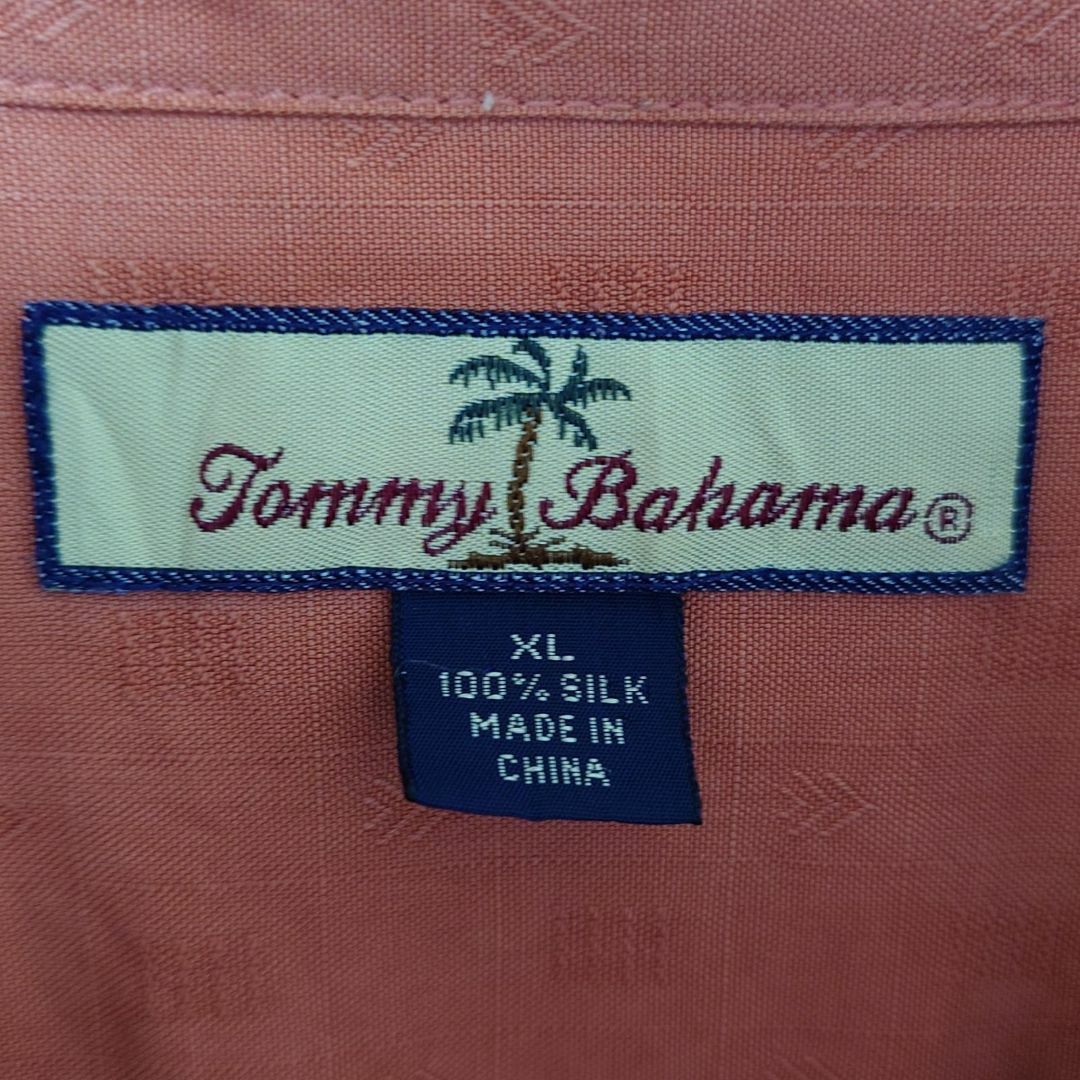 Tommy Bahama®
XL
100% SILK
MADE IN
CHINA